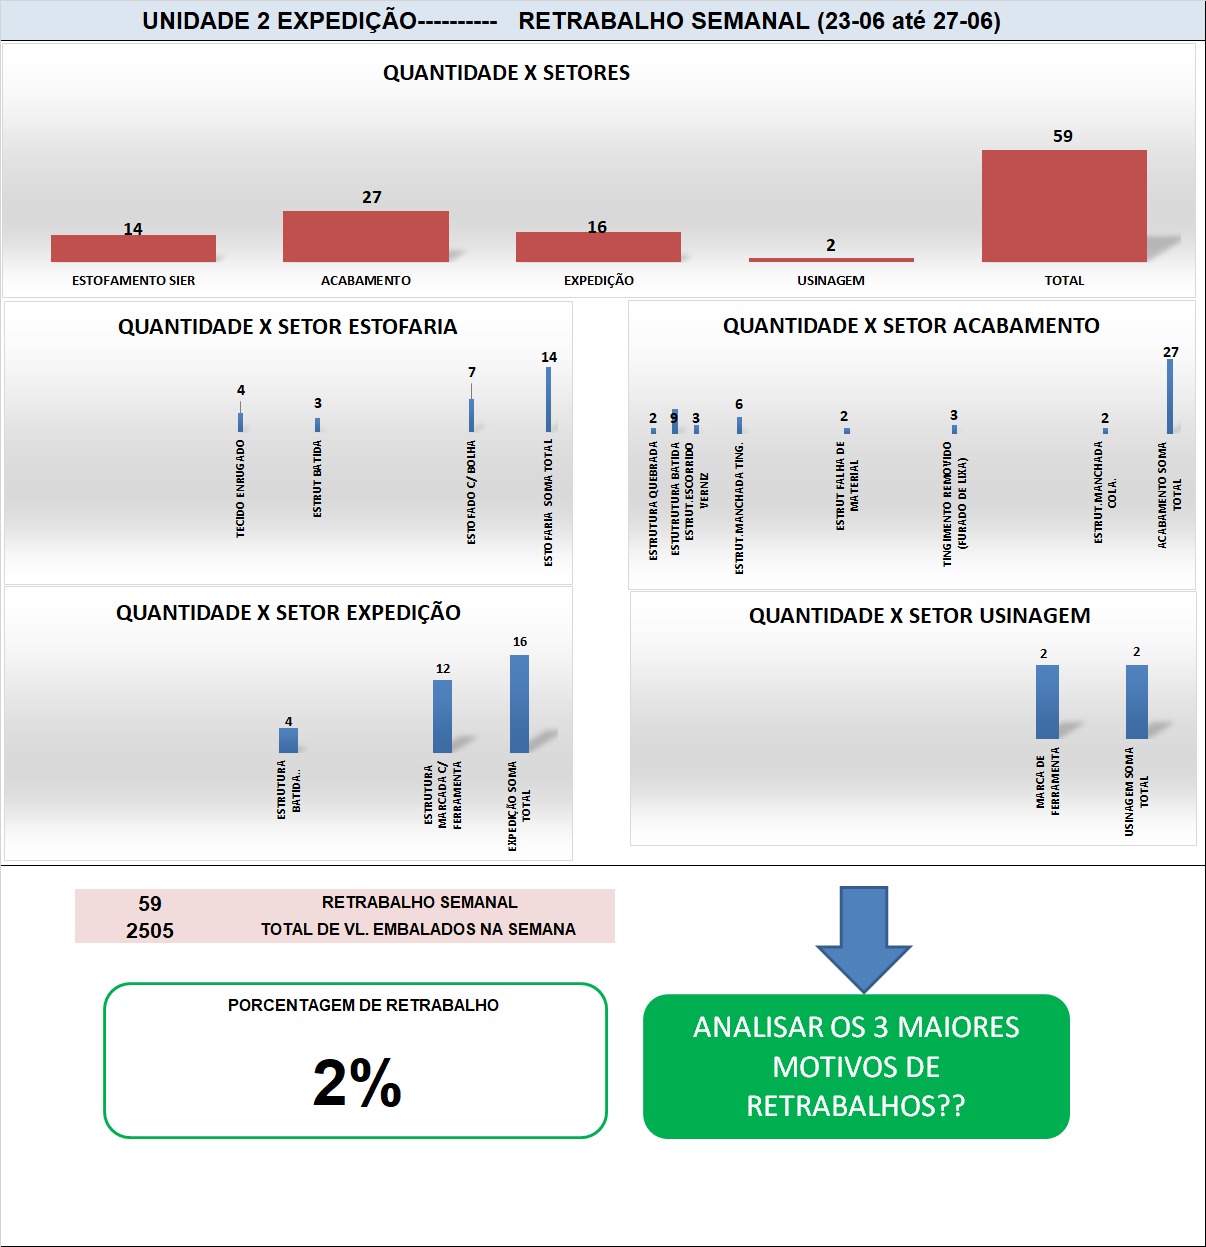 UNIDADE 2 EXPEDIÇÃO---------- RETRABALHO SEMANAL (23-06 até 27-06)
QUANTIDADE X SETORES
14
27
16
2
59
ESTOFAMENTO SIER
ACABAMENTO
EXPEDIÇÃO
USINAGEM
TOTAL
QUANTIDADE X SETOR ESTOFARIA
4
3
7
14
TECIDO ENRUGADO
ESTRUT BATIDA
ESTOFADO C/ BOLHA
ESTOFARIA SOMA TOTAL
QUANTIDADE X SETOR ACABAMENTO
2
9
3
6
2
3
2
27
ESTRUTURA QUEBRADA
ESTUTRUTURA BATIDA
ESTRUT.ESCORRIDO
VERNIZ
ESTRUT.MANCHADA TING.
ESTRUT FALHA DE
MATERIAL
TINGIMENTO REMOVIDO
(FURADO DE LIXA)
ESTRUT.MANCHADA
COLA.
ACABAMENTO SOMA
TOTAL
QUANTIDADE X SETOR EXPEDIÇÃO
4
12
16
ESTRUTURA
BATIDA..
ESTRUTURA
MARCADA C/
FERRAMENTA
EXPEDIÇÃO SOMA
TOTAL
QUANTIDADE X SETOR USINAGEM
2
2
MARCA DE
FERRAMENTA
USINAGEM SOMA
TOTAL
59 RETRABALHO SEMANAL
2505 TOTAL DE VL. EMBALADOS NA SEMANA
PORCENTAGEM DE RETRABALHO
2%
ANALISAR OS 3 MAIORES
MOTIVOS DE
RETRABALHOS??